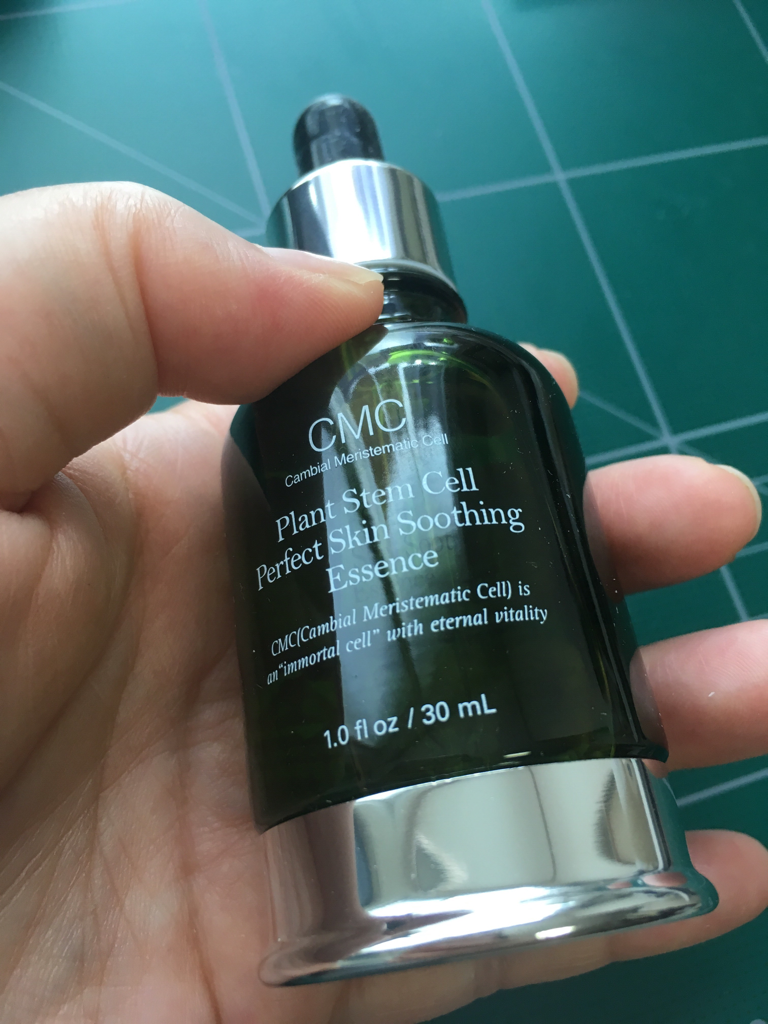 CMC
Cambial Meristematic Cell
Plant Stem Cell
Perfect Skin Soothing
Essence
CMC(Cambial Meristematic Cell) is
an“immortal cell” with eternal vitality
1.0 fl oz / 30 mL